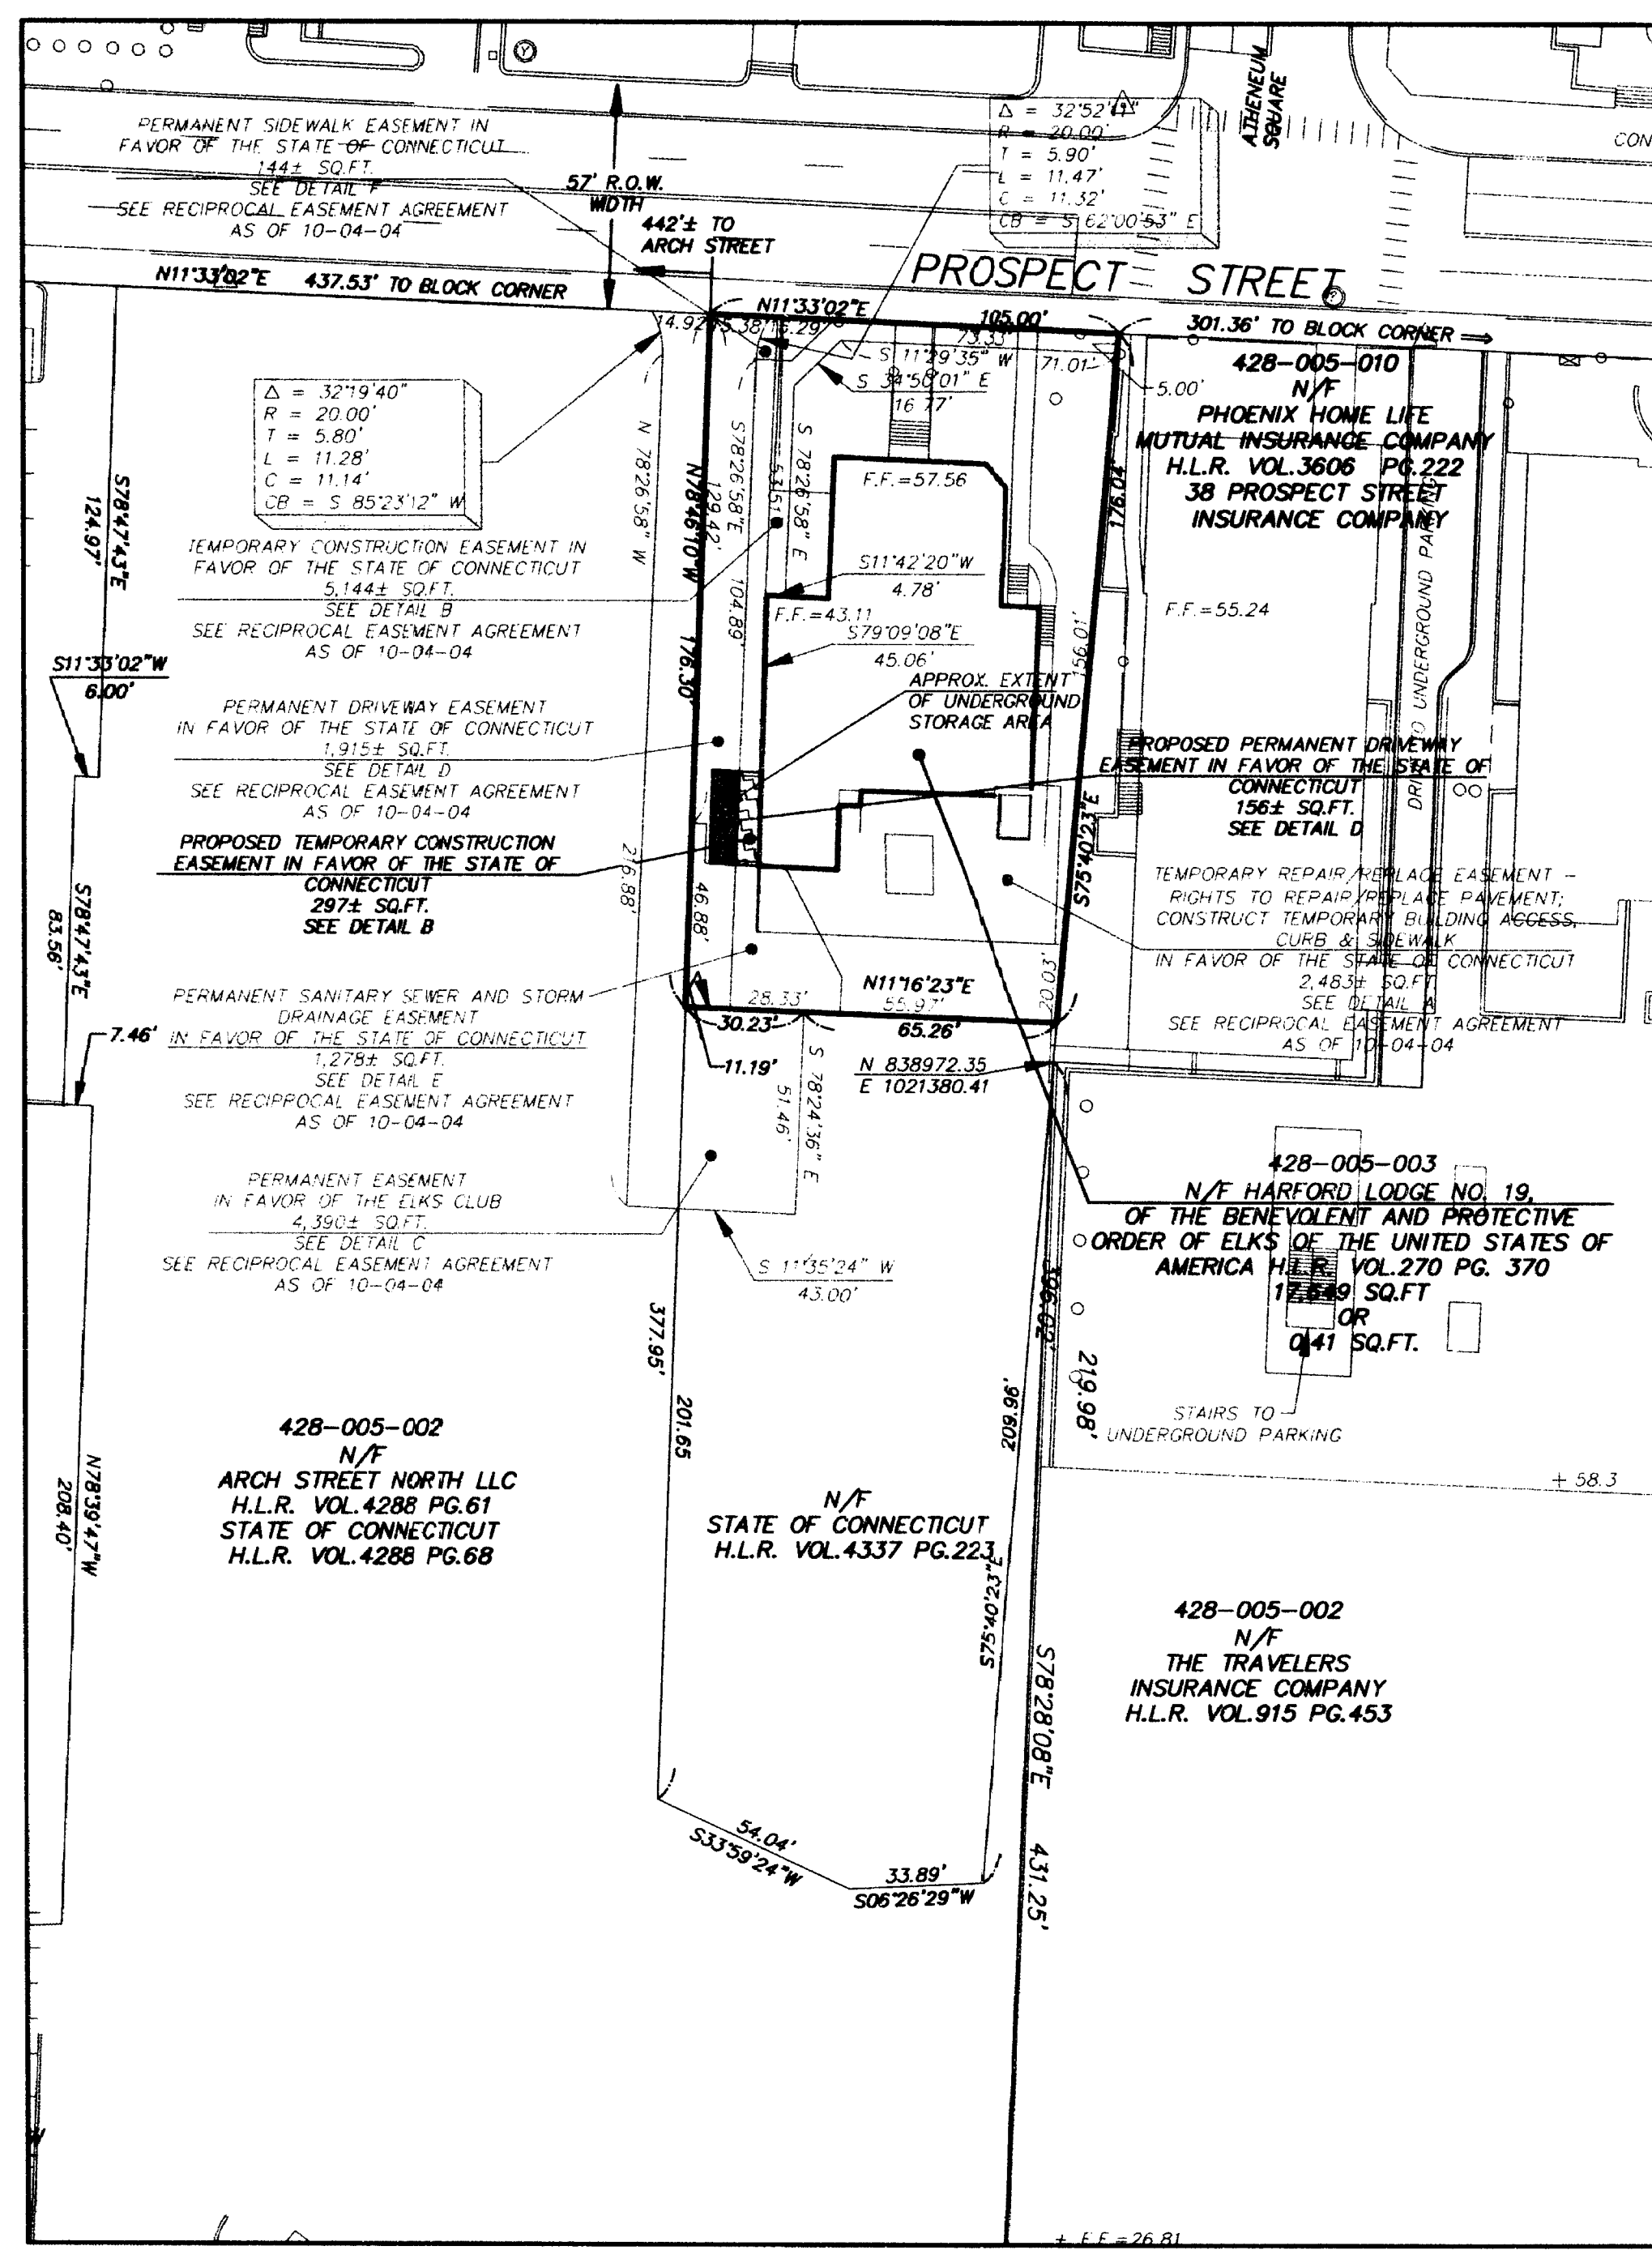 ATHENEUM
SQUARE
CON
PERMANENT SIDEWALK EASEMENT IN
FAVOR OF THE STATE OF CONNECTICUT
144± SQ.FT.
SEE DETAIL F
SEE RECIPROCAL EASEMENT AGREEMENT
AS OF 10-04-04
57' R.O.W.
WIDTH
442'± TO
ARCH STREET
Δ = 32°52'11"
R = 20.00'
T = 5.90'
L = 11.47'
C = 11.32'
CB = S 62°00'53" E
PROSPECT STREET
N11°33'02"E 437.53' TO BLOCK CORNER
N11°33'02"E
105.00'
301.36' TO BLOCK CORNER
14.92'
15.38'
73.33'
S 11°29'35" W
71.01'
S 34°50'01" E
16.77'
5.00'
428-005-010
N/F
PHOENIX HOME LIFE
MUTUAL INSURANCE COMPANY
H.L.R. VOL.3606 PG.222
38 PROSPECT STREET
INSURANCE COMPANY
Δ = 32°19'40"
R = 20.00'
T = 5.80'
L = 11.28'
C = 11.14'
CB = S 85°23'12" W
S78°47'43"E
124.97'
N 78°26'58" W
N78°46'10"W
176.30'
129.42'
S78°26'58"E
104.89'
53.51'
S 78°26'58" E
F.F.=57.56
176.04'
TEMPORARY CONSTRUCTION EASEMENT IN
FAVOR OF THE STATE OF CONNECTICUT
5,144± SQ.FT.
SEE DETAIL B
SEE RECIPROCAL EASEMENT AGREEMENT
AS OF 10-04-04
S11°42'20"W
4.78'
F.F.=43.11
S79°09'08"E
45.06'
156.01'
F.F.=55.24
DRIVE TO UNDERGROUND PARKING
S11°33'02"W
6.00'
APPROX. EXTENT
OF UNDERGROUND
STORAGE AREA
PERMANENT DRIVEWAY EASEMENT
IN FAVOR OF THE STATE OF CONNECTICUT
1,915± SQ.FT.
SEE DETAIL D
SEE RECIPROCAL EASEMENT AGREEMENT
AS OF 10-04-04
PROPOSED PERMANENT DRIVEWAY
EASEMENT IN FAVOR OF THE STATE OF
CONNECTICUT
156± SQ.FT.
SEE DETAIL D
PROPOSED TEMPORARY CONSTRUCTION
EASEMENT IN FAVOR OF THE STATE OF
CONNECTICUT
297± SQ.FT.
SEE DETAIL B
216.88'
46.88'
S75°40'23"E
TEMPORARY REPAIR/REPLACE EASEMENT -
RIGHTS TO REPAIR/REPLACE PAVEMENT;
CONSTRUCT TEMPORARY BUILDING ACCESS,
CURB & SIDEWALK
IN FAVOR OF THE STATE OF CONNECTICUT
2,483± SQ.FT.
SEE DETAIL A
SEE RECIPROCAL EASEMENT AGREEMENT
AS OF 10-04-04
S78°47'43"E
83.56'
7.46'
PERMANENT SANITARY SEWER AND STORM
DRAINAGE EASEMENT
IN FAVOR OF THE STATE OF CONNECTICUT
1,278± SQ.FT.
SEE DETAIL E
SEE RECIPROCAL EASEMENT AGREEMENT
AS OF 10-04-04
N11°16'23"E
28.33'
55.97'
20.03'
30.23'
65.26'
11.19'
N 838972.35
E 1021380.41
S 78°24'36" E
51.46'
PERMANENT EASEMENT
IN FAVOR OF THE ELKS CLUB
4,390± SQ.FT.
SEE DETAIL C
SEE RECIPROCAL EASEMENT AGREEMENT
AS OF 10-04-04
S 11°35'24" W
43.00'
428-005-003
N/F HARFORD LODGE NO. 19,
OF THE BENEVOLENT AND PROTECTIVE
ORDER OF ELKS OF THE UNITED STATES OF
AMERICA H.L.R. VOL.270 PG. 370
17,649 SQ.FT
OR
0.41 SQ.FT.
377.95'
201.65
386.02'
209.96'
219.98'
STAIRS TO
UNDERGROUND PARKING
+ 58.3
428-005-002
N/F
ARCH STREET NORTH LLC
H.L.R. VOL.4288 PG.61
STATE OF CONNECTICUT
H.L.R. VOL.4288 PG.68
N78°39'47"W
208.40'
N/F
STATE OF CONNECTICUT
H.L.R. VOL.4337 PG.223
S75°40'23"E
428-005-002
N/F
THE TRAVELERS
INSURANCE COMPANY
H.L.R. VOL.915 PG.453
S78°28'08"E 431.25'
54.04'
S33°59'24"W
33.89'
S06°26'29"W
+ F.F.=26.81